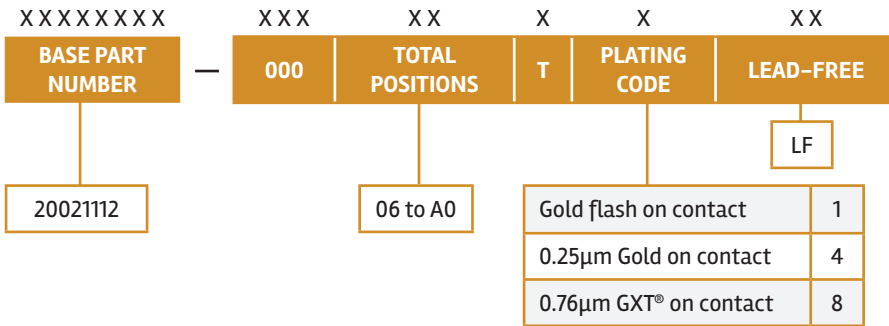 XXXXXXXX XXX XX X X XX
BASE PART NUMBER — 000 TOTAL POSITIONS T PLATING CODE LEAD-FREE
LF
20021112 06 to A0 Gold flash on contact 1
0.25µm Gold on contact 4
0.76µm GXT® on contact 8